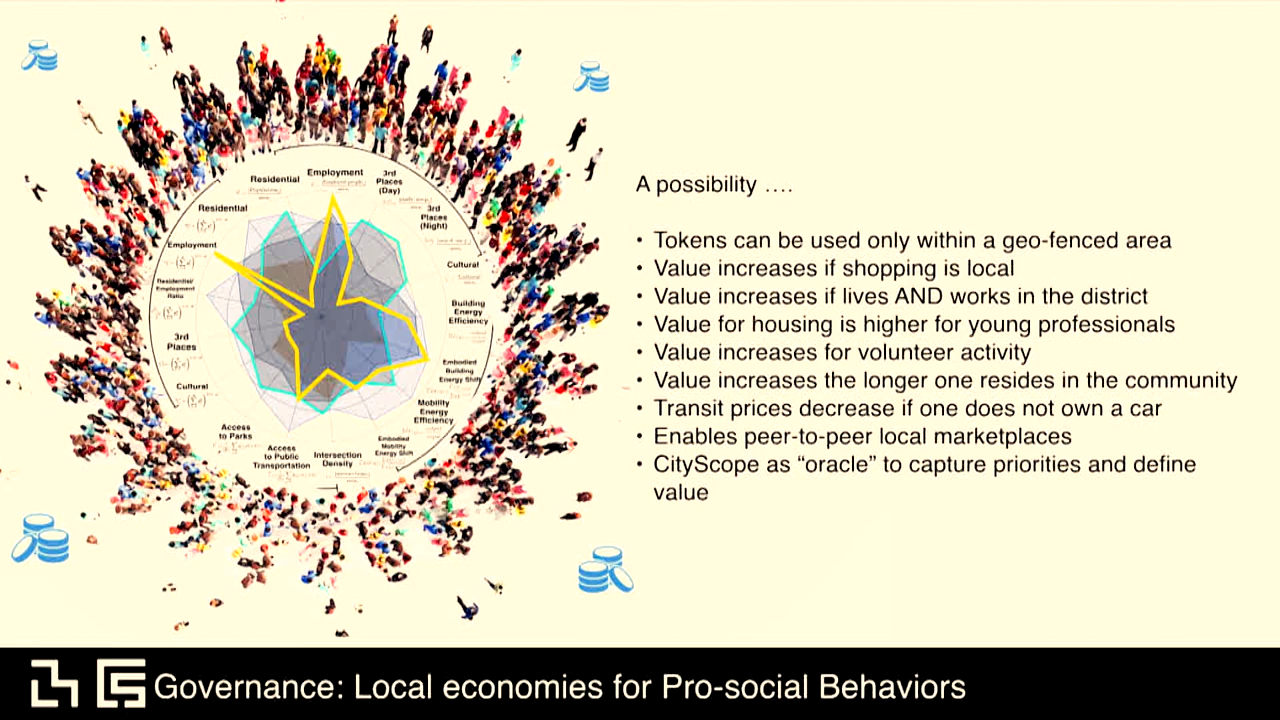 Residential
Employment
3rd
Places
(Day)
Residential
3rd
Places
(Night)
Employment
Cultural
Residential/
Employment
Ratio
Building
Energy
Efficiency
3rd
Places
Embodied
Building
Energy Shift
Cultural
Mobility
Energy
Efficiency
Access
to Parks
Access
to Public
Transportation
Intersection
Density
Embodied
Mobility
Energy Shift
A possibility ....
• Tokens can be used only within a geo-fenced area
• Value increases if shopping is local
• Value increases if lives AND works in the district
• Value for housing is higher for young professionals
• Value increases for volunteer activity
• Value increases the longer one resides in the community
• Transit prices decrease if one does not own a car
• Enables peer-to-peer local marketplaces
• CityScope as “oracle” to capture priorities and define
value
Governance: Local economies for Pro-social Behaviors